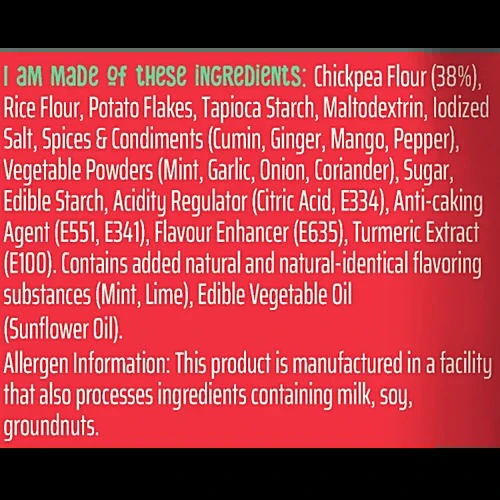 I am made of these ingredients: Chickpea Flour (38%),
Rice Flour, Potato Flakes, Tapioca Starch, Maltodextrin, Iodized
Salt, Spices & Condiments (Cumin, Ginger, Mango, Pepper),
Vegetable Powders (Mint, Garlic, Onion, Coriander), Sugar,
Edible Starch, Acidity Regulator (Citric Acid, E334), Anti-caking
Agent (E551, E341), Flavour Enhancer (E635), Turmeric Extract
(E100). Contains added natural and natural-identical flavoring
substances (Mint, Lime), Edible Vegetable Oil
(Sunflower Oil).
Allergen Information: This product is manufactured in a facility
that also processes ingredients containing milk, soy,
groundnuts.